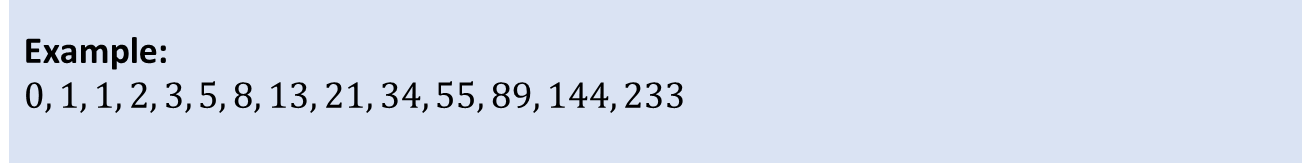 Example:
0, 1, 1, 2, 3, 5, 8, 13, 21, 34, 55, 89, 144, 233